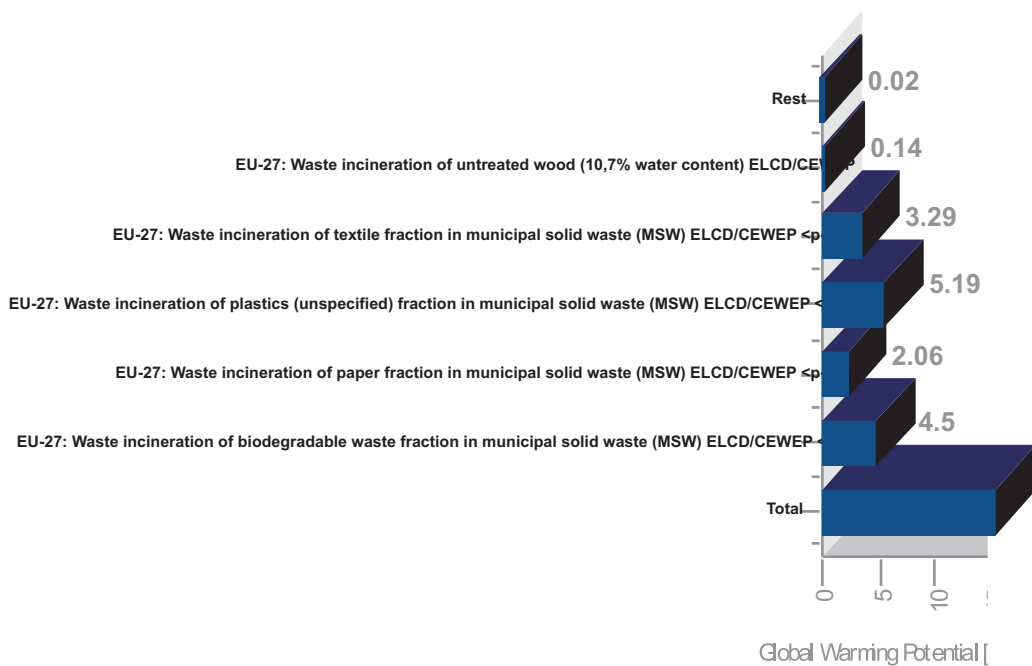 Rest
0.02
EU-27: Waste incineration of untreated wood (10,7% water content) ELCD/CEWEP
0.14
EU-27: Waste incineration of textile fraction in municipal solid waste (MSW) ELCD/CEWEP <p-
3.29
EU-27: Waste incineration of plastics (unspecified) fraction in municipal solid waste (MSW) ELCD/CEWEP <
5.19
EU-27: Waste incineration of paper fraction in municipal solid waste (MSW) ELCD/CEWEP <p-
2.06
EU-27: Waste incineration of biodegradable waste fraction in municipal solid waste (MSW) ELCD/CEWEP <
4.5
Total
0 5 10
Global Warming Potential [